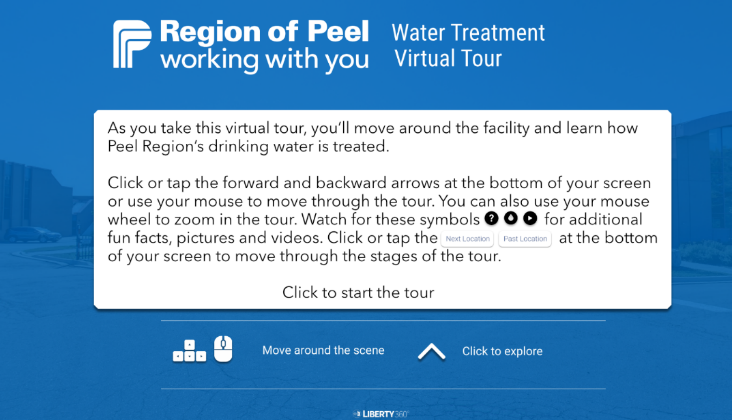 Region of Peel
working with you
Water Treatment
Virtual Tour
As you take this virtual tour, you'll move around the facility and learn how
Peel Region's drinking water is treated.
Click or tap the forward and backward arrows at the bottom of your screen
or use your mouse to move through the tour. You can also use your mouse
wheel to zoom in the tour. Watch for these symbols ? for additional
fun facts, pictures and videos. Click or tap the Next Location Past Location at the bottom
of your screen to move through the stages of the tour.
Click to start the tour
Move around the scene
Click to explore
LIBERTY 360°